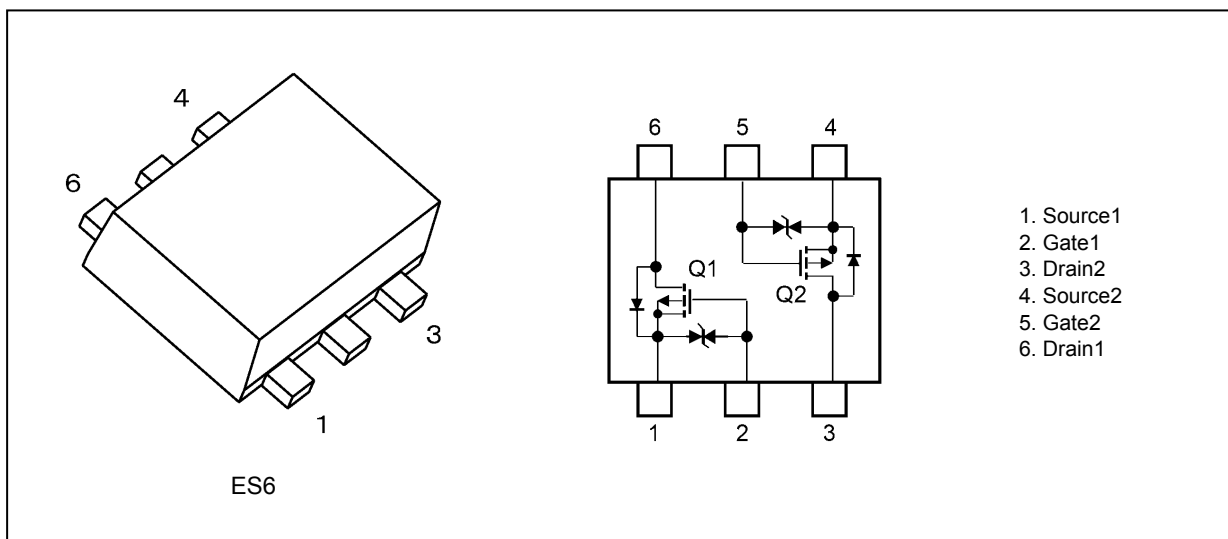 4
6
3
1
ES6
6 5 4
Q1
Q2
1 2 3
1. Source1
2. Gate1
3. Drain2
4. Source2
5. Gate2
6. Drain1